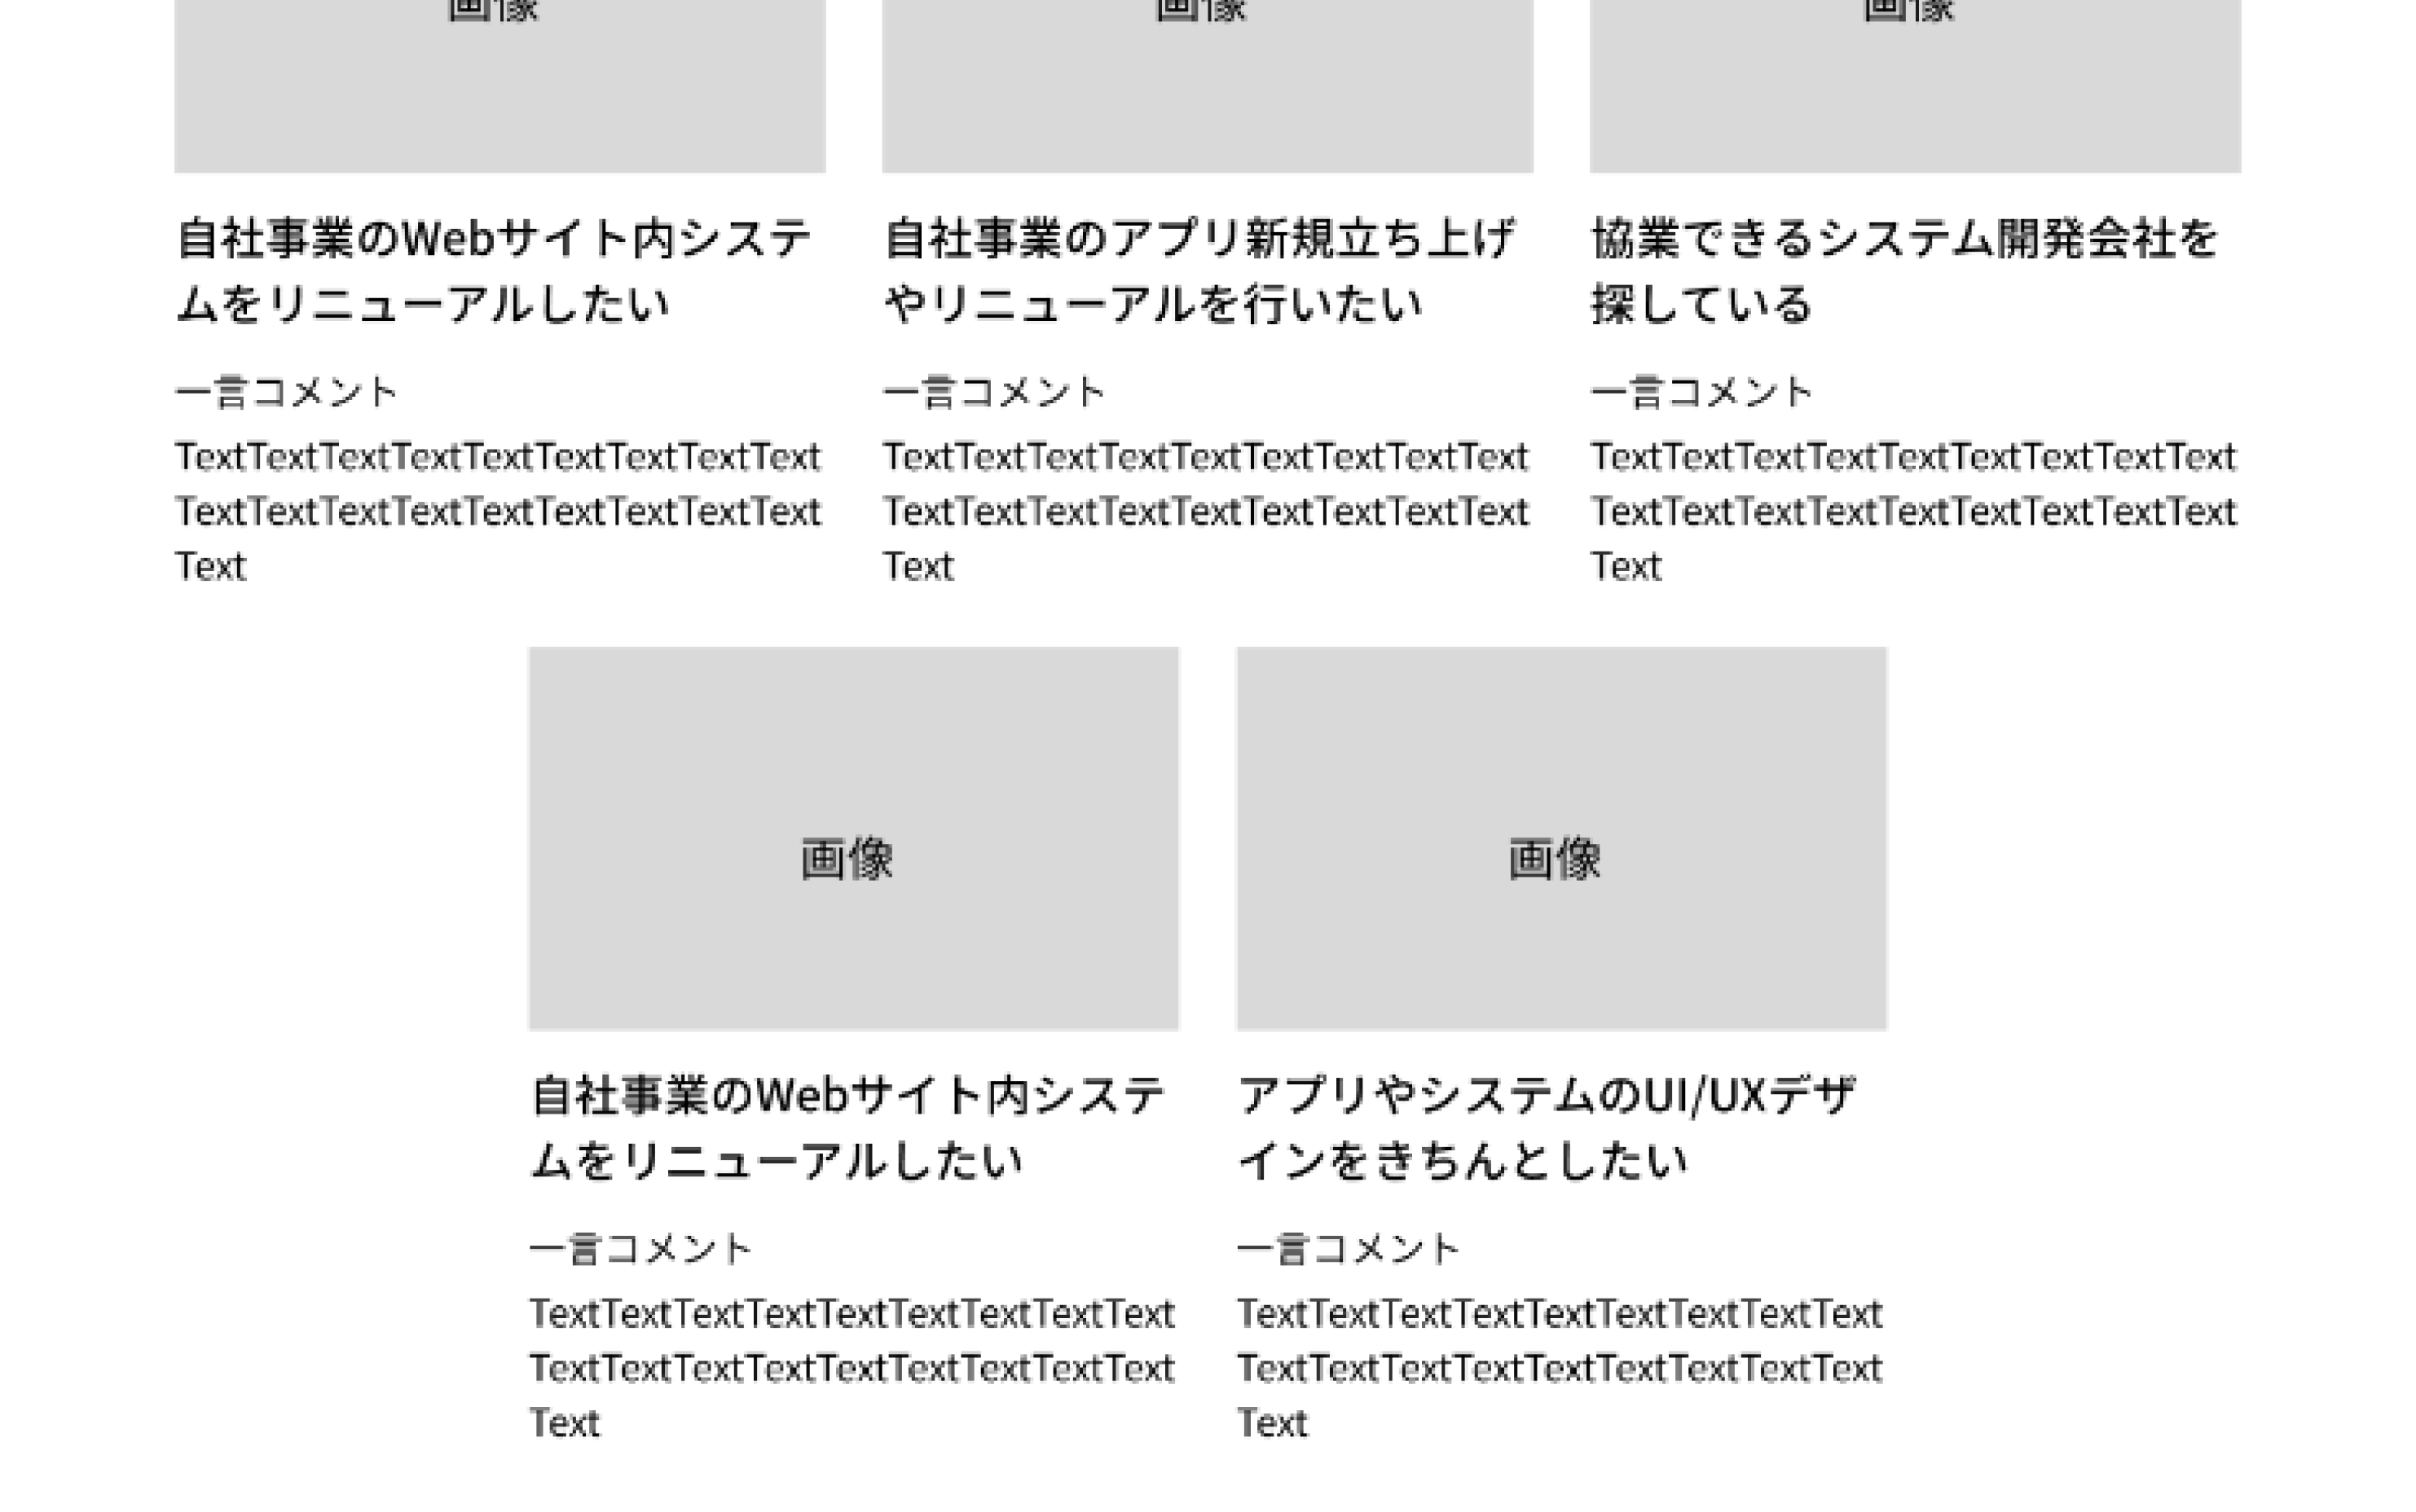 画像
画像
画像
自社事業のWebサイト内システ
ムをリニューアルしたい
一言コメント
TextTextTextTextTextTextTextTextText
TextTextTextTextTextTextTextTextText
Text
自社事業のアプリ新規立ち上げ
やリニューアルを行いたい
一言コメント
TextTextTextTextTextTextTextTextText
TextTextTextTextTextTextTextTextText
Text
協業できるシステム開発会社を
探している
一言コメント
TextTextTextTextTextTextTextTextText
TextTextTextTextTextTextTextTextText
Text
画像
画像
自社事業のWebサイト内システ
ムをリニューアルしたい
一言コメント
TextTextTextTextTextTextTextTextText
TextTextTextTextTextTextTextTextText
Text
アプリやシステムのUI/UXデザ
インをきちんとしたい
一言コメント
TextTextTextTextTextTextTextTextText
TextTextTextTextTextTextTextTextText
Text